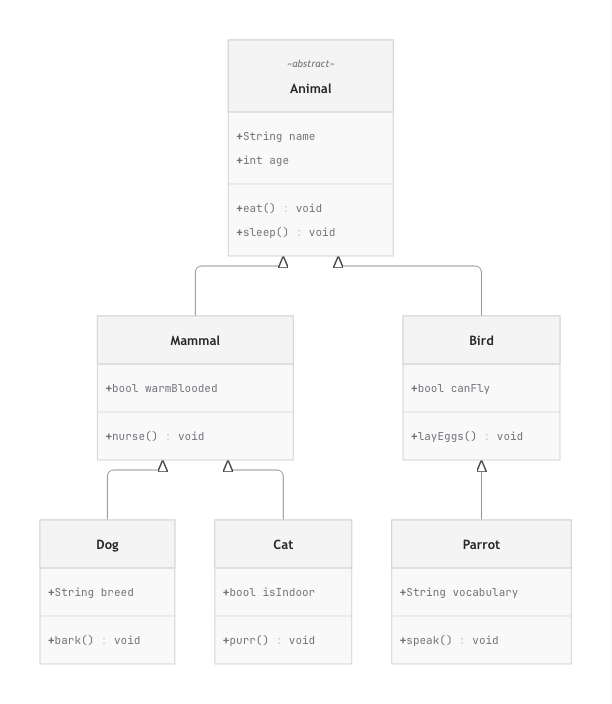 «abstract»
Animal
+String name
+int age
+eat() : void
+sleep() : void
Mammal
+bool warmBlooded
+nurse() : void
Bird
+bool canFly
+layEggs() : void
Dog
+String breed
+bark() : void
Cat
+bool isIndoor
+purr() : void
Parrot
+String vocabulary
+speak() : void